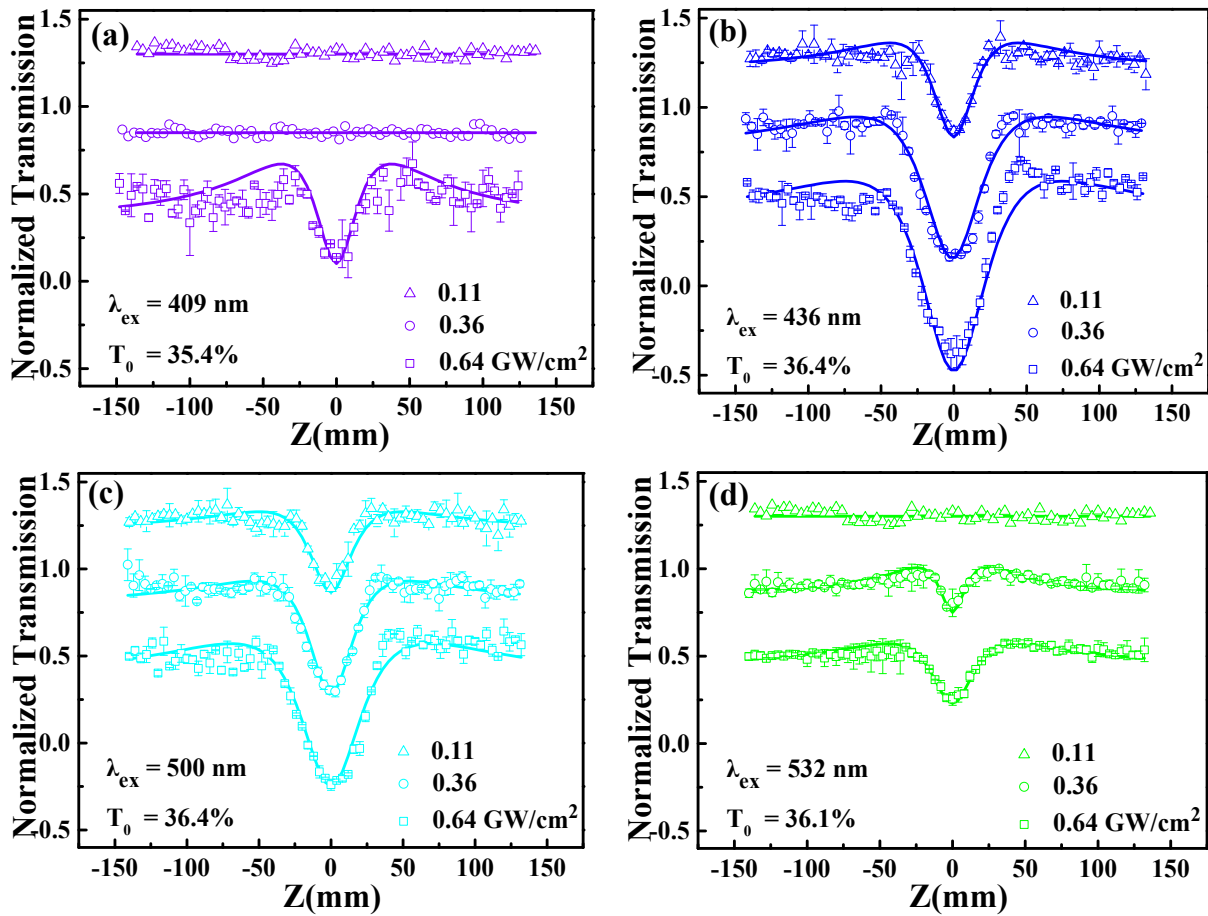 (a)
Normalized Transmission
1.5
1.0
0.5
0.0
-0.5
λex = 409 nm
T0 = 35.4%
0.11
0.36
0.64 GW/cm2
-150 -100 -50 0 50 100 150
Z(mm)
(b)
Normalized Transmission
1.5
1.0
0.5
0.0
-0.5
λex = 436 nm
T0 = 36.4%
0.11
0.36
0.64 GW/cm2
-150 -100 -50 0 50 100 150
Z(mm)
(c)
Normalized Transmission
1.5
1.0
0.5
0.0
-0.5
λex = 500 nm
T0 = 36.4%
0.11
0.36
0.64 GW/cm2
-150 -100 -50 0 50 100 150
Z(mm)
(d)
Normalized Transmission
1.5
1.0
0.5
0.0
-0.5
λex = 532 nm
T0 = 36.1%
0.11
0.36
0.64 GW/cm2
-150 -100 -50 0 50 100 150
Z(mm)